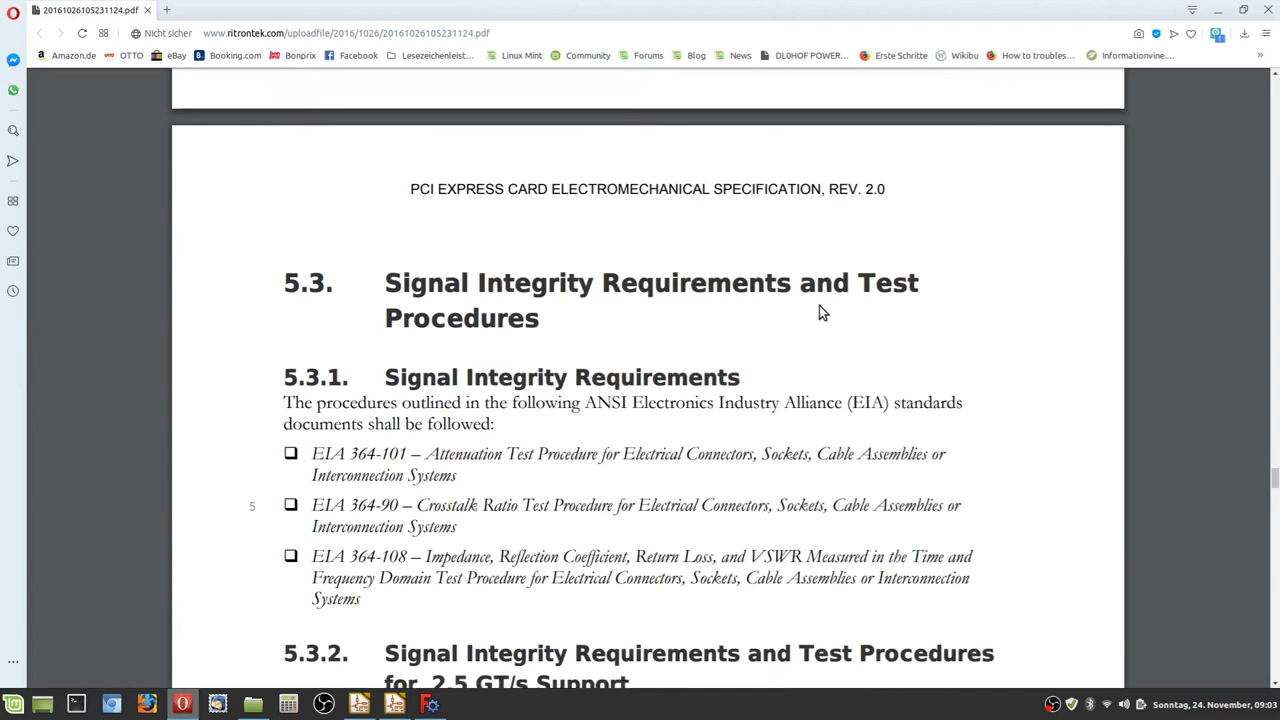 20161026105231124.pdf
Nicht sicher
www.ritrontek.com/uploadfile/2016/1026/20161026105231124.pdf
Amazon.de
OTTO
eBay
Booking.com
Bonprix
Facebook
Lesezeichenleist...
Linux Mint
Community
Forums
Blog
News
DL0HOF POWER...
Erste Schritte
Wikibu
How to troubles...
Informationvine...
PCI EXPRESS CARD ELECTROMECHANICAL SPECIFICATION, REV. 2.0
5.3. Signal Integrity Requirements and Test
Procedures
5.3.1. Signal Integrity Requirements
The procedures outlined in the following ANSI Electronics Industry Alliance (EIA) standards
documents shall be followed:
EIA 364-101 – Attenuation Test Procedure for Electrical Connectors, Sockets, Cable Assemblies or
Interconnection Systems
5 EIA 364-90 – Crosstalk Ratio Test Procedure for Electrical Connectors, Sockets, Cable Assemblies or
Interconnection Systems
EIA 364-108 – Impedance, Reflection Coefficient, Return Loss, and VSWR Measured in the Time and
Frequency Domain Test Procedure for Electrical Connectors, Sockets, Cable Assemblies or Interconnection
Systems
5.3.2. Signal Integrity Requirements and Test Procedures
for 2.5 GT/s Support
Sonntag, 24. November, 09:03